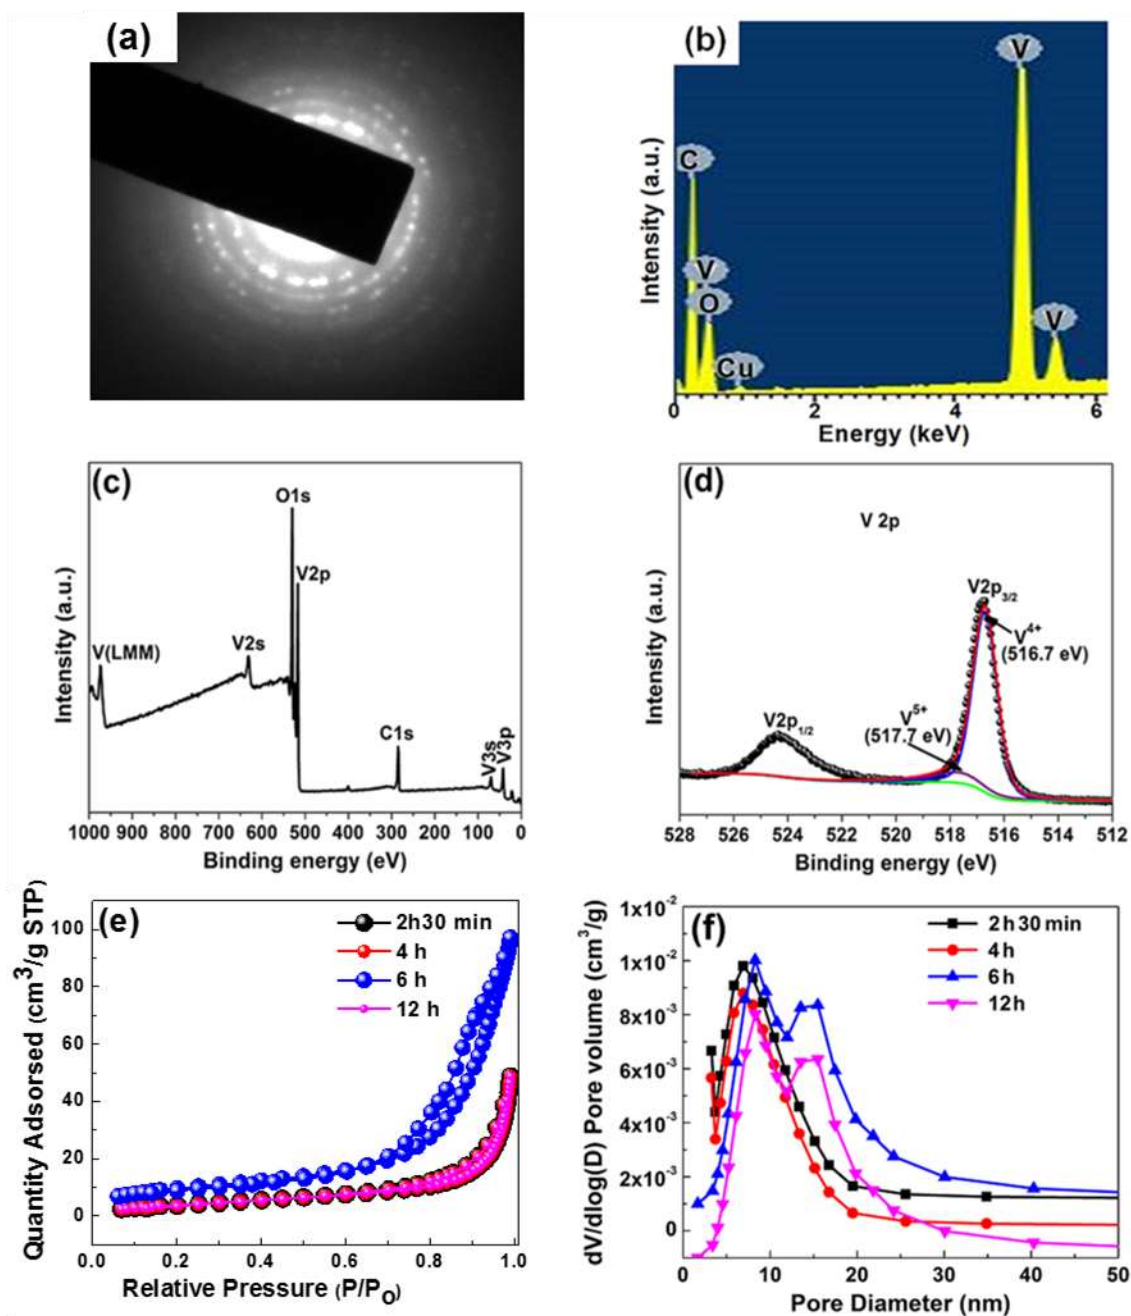 (a)
(b)
V
C
V
O
Cu
V
Intensity (a.u.)
0 2 4 6
Energy (keV)
(c)
O1s
V2p
V(LMM)
V2s
C1s
V3s
V3p
Intensity (a.u.)
1000 900 800 700 600 500 400 300 200 100 0
Binding energy (eV)
(d)
V 2p
V2p3/2
V4+
(516.7 eV)
V5+
(517.7 eV)
V2p1/2
Intensity (a.u.)
528 526 524 522 520 518 516 514 512
Binding energy (eV)
(e)
2h30 min
4 h
6 h
12 h
Quantity Adsorsed (cm3/g STP)
100
80
60
40
20
0
0.0 0.2 0.4 0.6 0.8 1.0
Relative Pressure (P/PO)
(f)
2h 30 min
4h
6h
12h
dV/dlog(D) Pore volume (cm3/g)
1x10-2
1x10-2
8x10-3
6x10-3
4x10-3
2x10-3
0
0 10 20 30 40 50
Pore Diameter (nm)